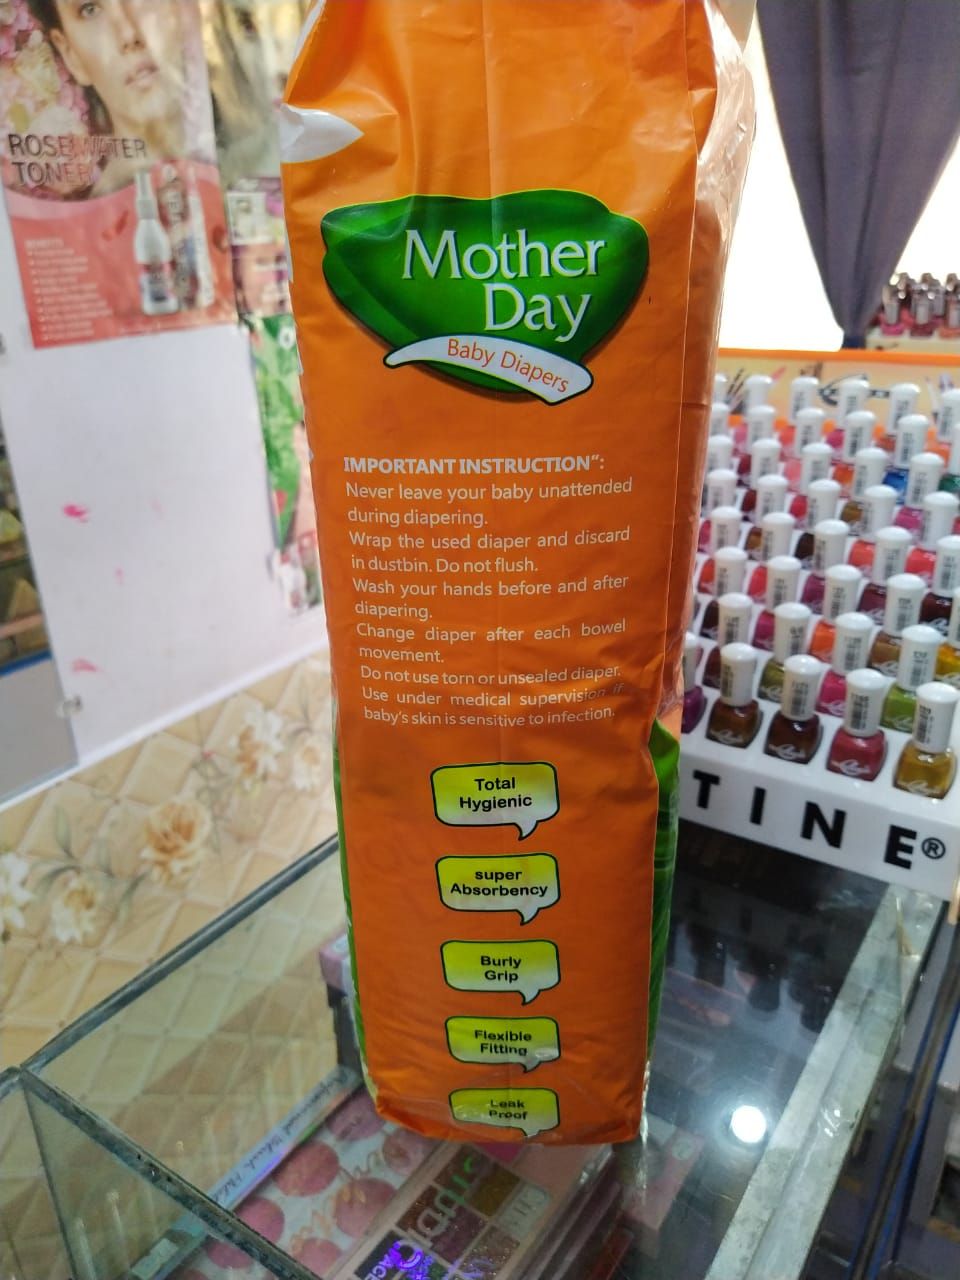 ROSE WATER
TONER
BENEFITS
Mother
Day
Baby Diapers
IMPORTANT INSTRUCTION":
Never leave your baby unattended
during diapering.
Wrap the used diaper and discard
in dustbin. Do not flush.
Wash your hands before and after
diapering.
Change diaper after each bowel
movement.
Do not use torn or unsealed diaper.
Use under medical supervision if
baby's skin is sensitive to infection.
Total
Hygienic
super
Absorbency
Burly
Grip
Flexible
Fitting
Leak
Proof
TINE®